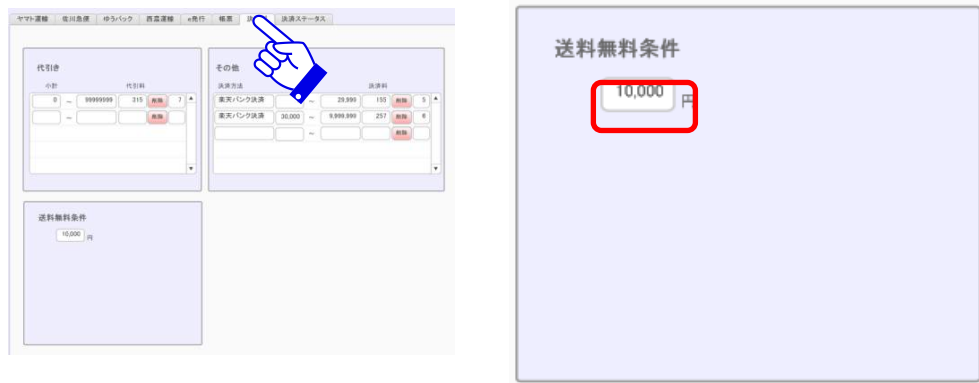 ヤマト運輸 佐川急便 ゆうパック 西濃運輸 e発行 帳票 決済ステータス
代引き
小計 代引料
0 ～ 99999999 315 削除 7
～ 削除
その他
決済方法 決済料
楽天バンク決済 ～ 29,999 155 削除 5
楽天バンク決済 30,000 ～ 9,999,999 257 削除 6
～ 削除
送料無料条件
10,000 円
送料無料条件
10,000 円